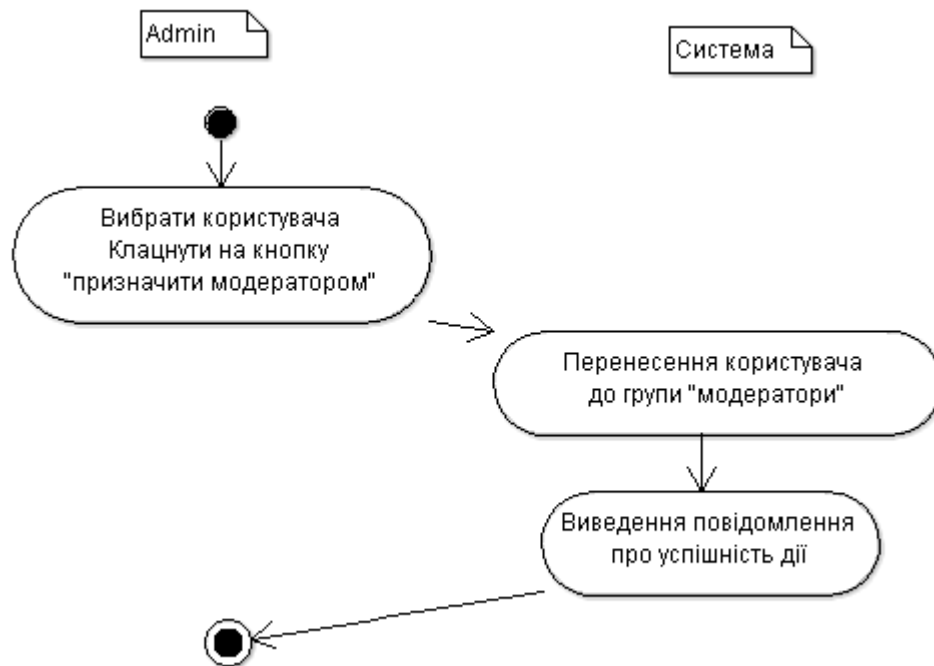 Admin
Система
Вибрати користувача
Клацнути на кнопку
"призначити модератором"
Перенесення користувача
до групи "модератори"
Виведення повідомлення
про успішність дії